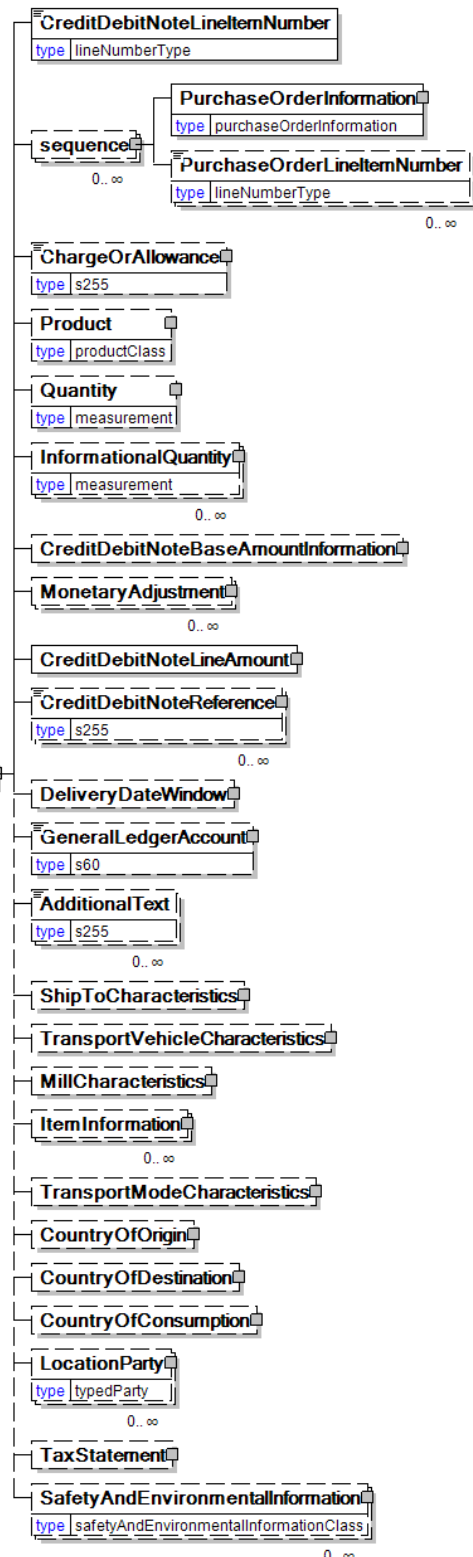 CreditDebitNoteLineItemNumber
type lineNumberType
PurchaseOrderInformation
type purchaseOrderInformation
sequence
0.. ∞
PurchaseOrderLineItemNumber
type lineNumberType
0.. ∞
ChargeOrAllowance
type s255
Product
type productClass
Quantity
type measurement
InformationalQuantity
type measurement
0.. ∞
CreditDebitNoteBaseAmountInformation
MonetaryAdjustment
0.. ∞
CreditDebitNoteLineAmount
CreditDebitNoteReference
type s255
0.. ∞
DeliveryDateWindow
GeneralLedgerAccount
type s60
AdditionalText
type s255
0.. ∞
ShipToCharacteristics
TransportVehicleCharacteristics
MillCharacteristics
ItemInformation
0.. ∞
TransportModeCharacteristics
CountryOfOrigin
CountryOfDestination
CountryOfConsumption
LocationParty
type typedParty
0.. ∞
TaxStatement
SafetyAndEnvironmentalInformation
type safetyAndEnvironmentalInformationClass
0.. ∞